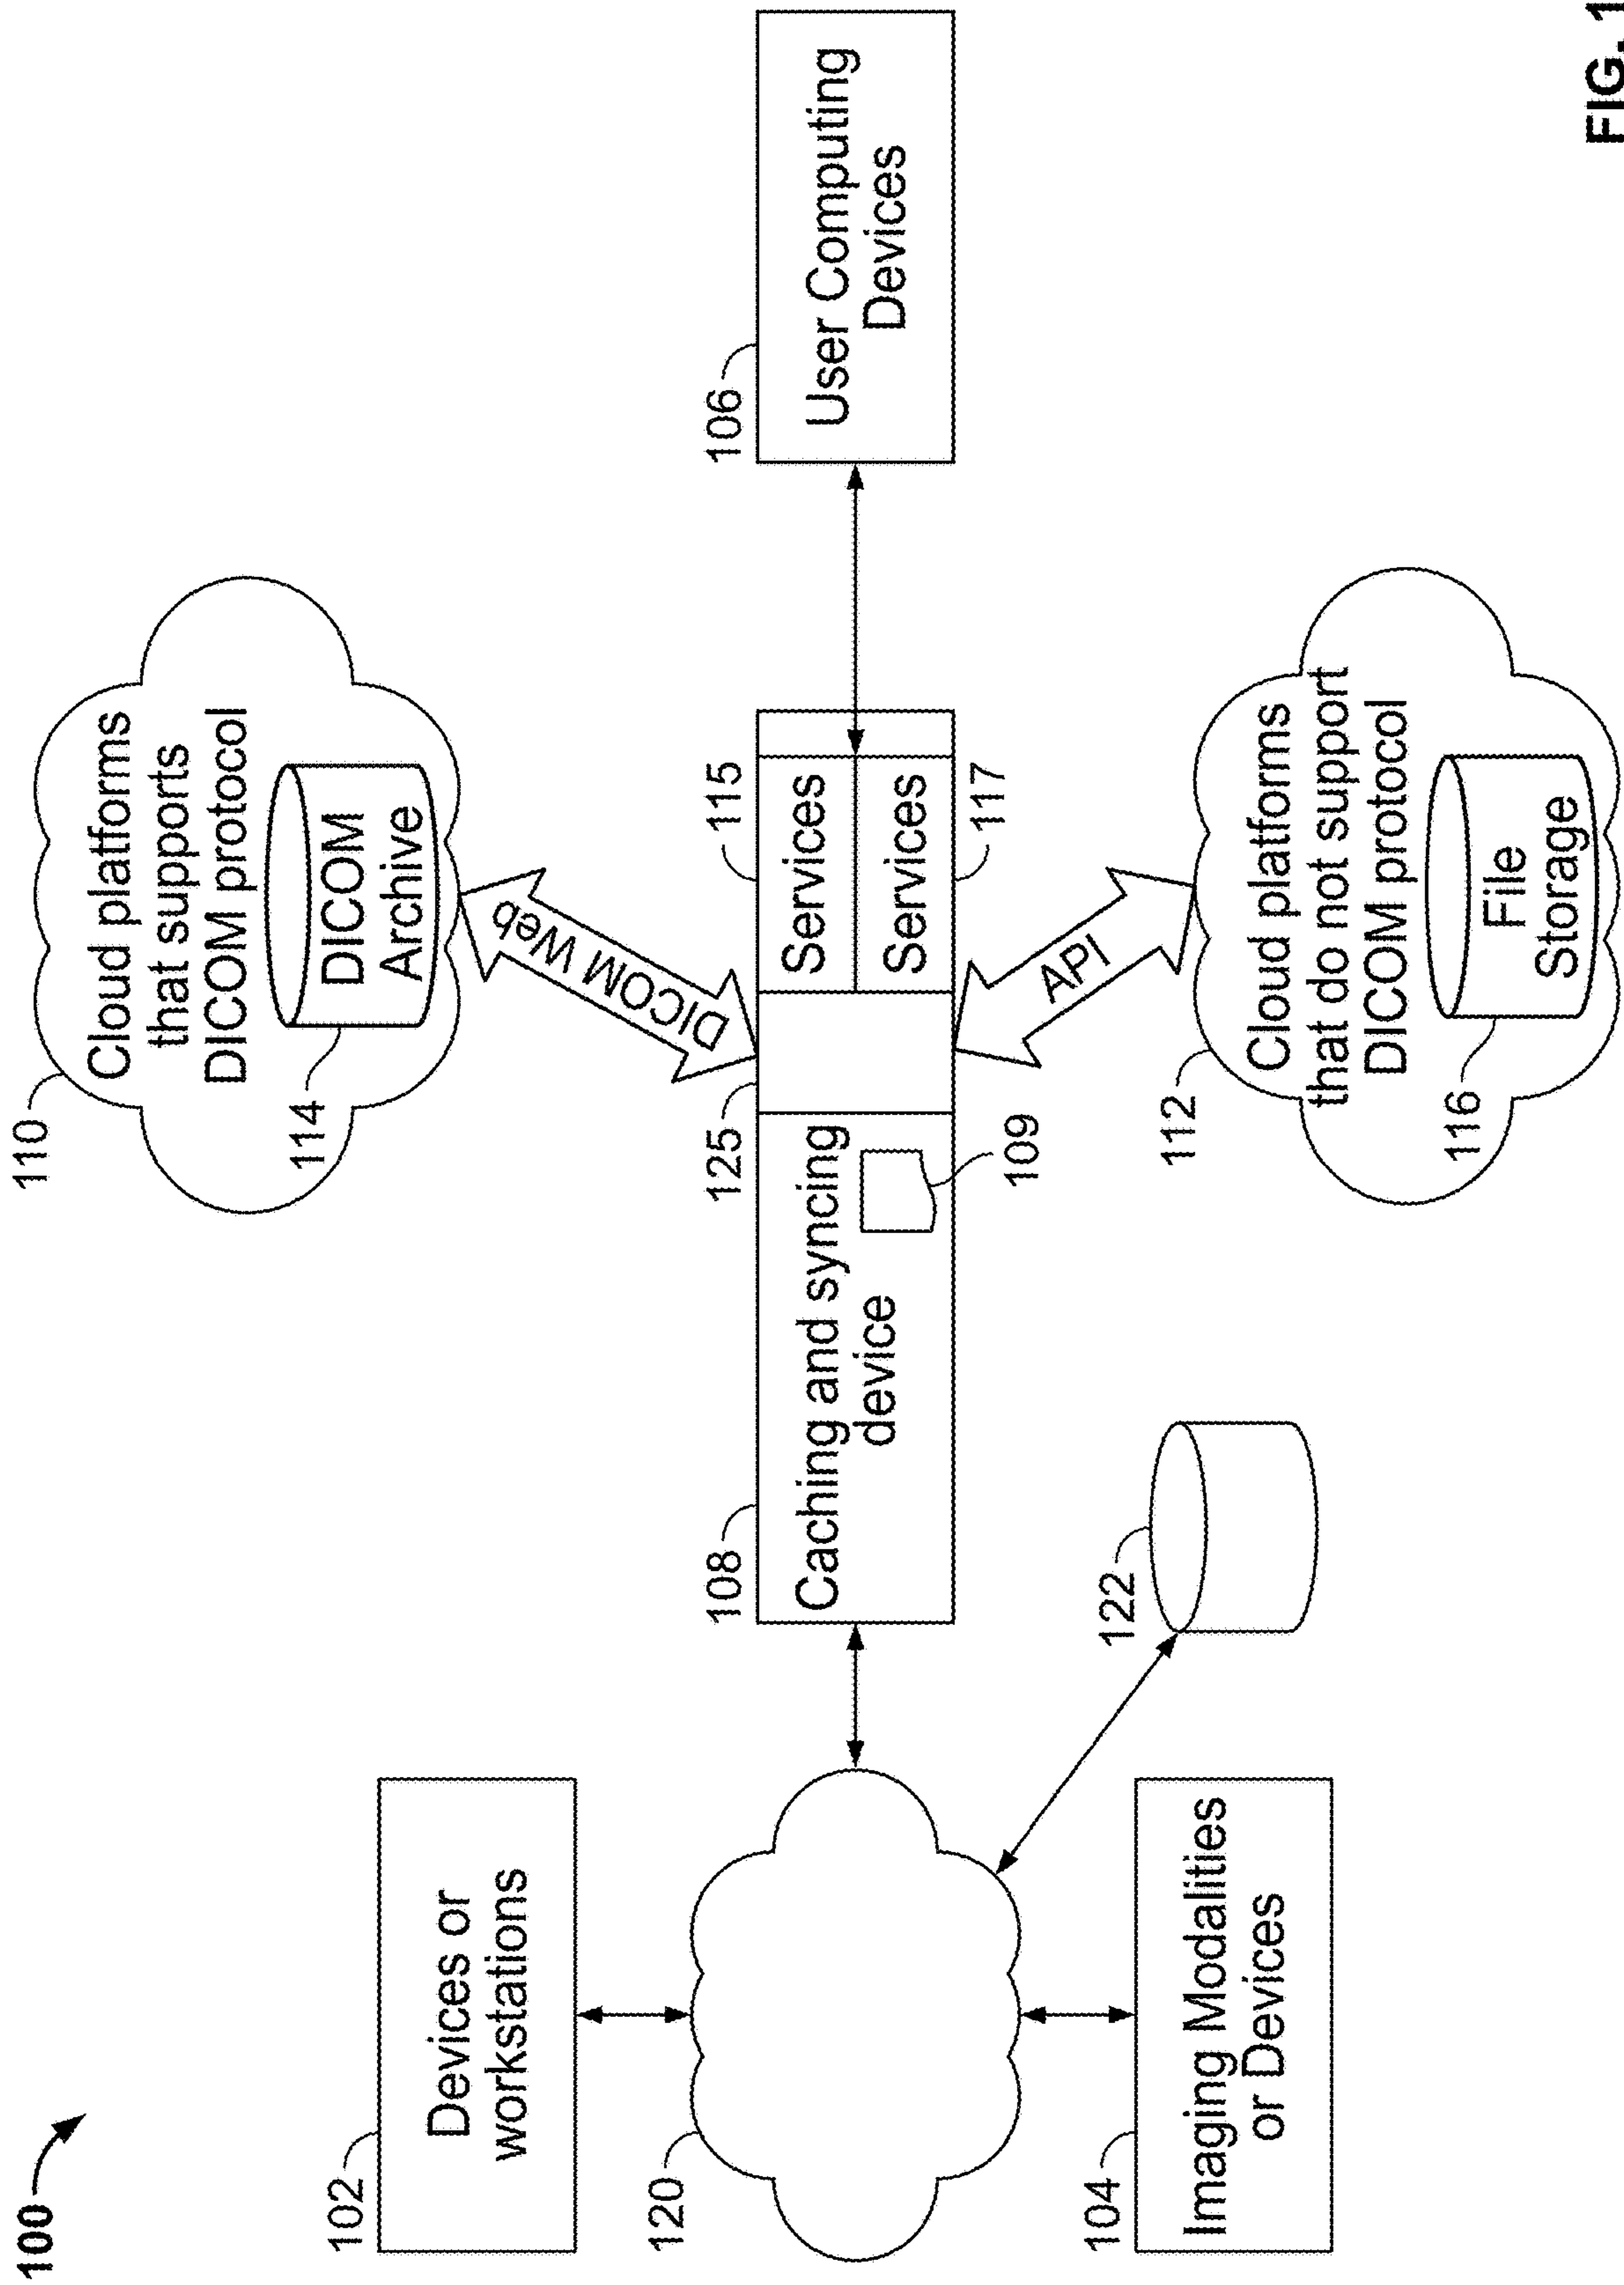 100
110
Cloud platforms
that supports
DICOM protocol
114
DICOM
Archive
DICOM Web
102
Devices or
workstations
120
104
Imaging Modalities
or Devices
122
108
Caching and syncing
device
109
125
115
Services
Services
117
106
User Computing
Devices
API
112
Cloud platforms
that do not support
DICOM protocol
116
File
Storage
FIG. 1